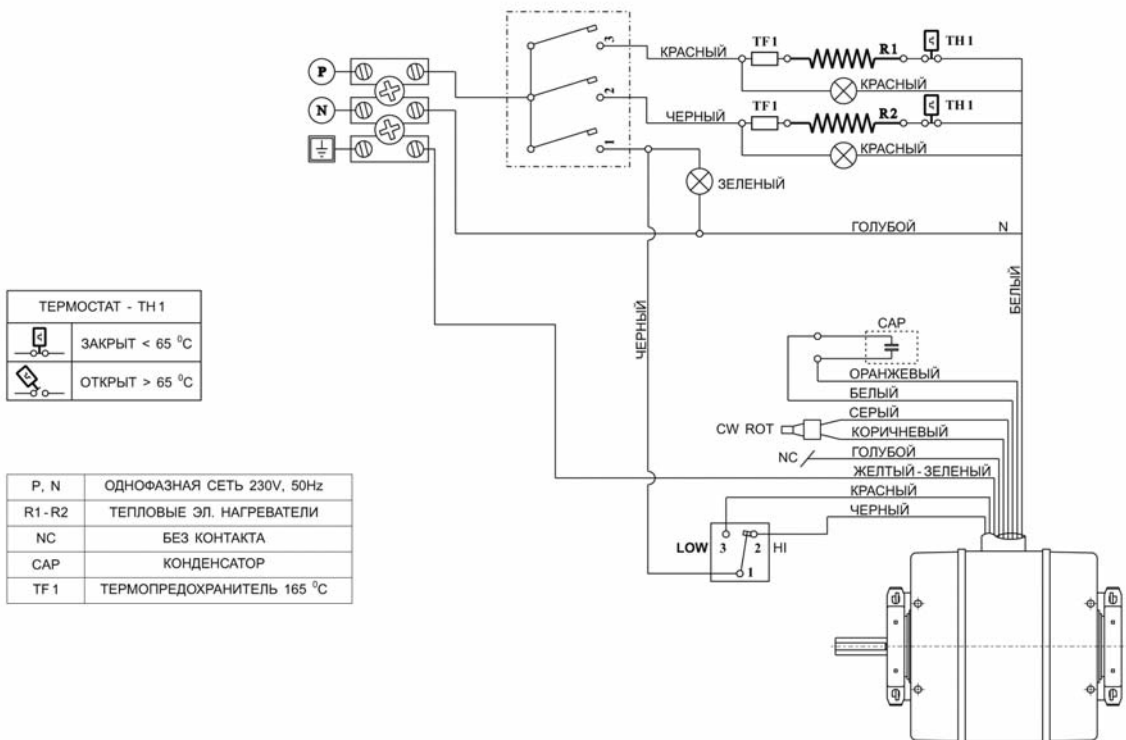 3
КРАСНЫЙ
TF1
R1
TH1
КРАСНЫЙ
P
2
ЧЕРНЫЙ
TF1
R2
TH1
КРАСНЫЙ
N
1
ЗЕЛЕНЫЙ
ГОЛУБОЙ
N
ЧЕРНЫЙ
БЕЛЫЙ
ТЕРМОСТАТ - TH1
ЗАКРЫТ < 65 °C
ОТКРЫТ > 65 °C
CAP
ОРАНЖЕВЫЙ
БЕЛЫЙ
СЕРЫЙ
CW ROT
КОРИЧНЕВЫЙ
NC
ГОЛУБОЙ
ЖЕЛТЫЙ-ЗЕЛЕНЫЙ
КРАСНЫЙ
ЧЕРНЫЙ
LOW 3 2 HI
1
P, N ОДНОФАЗНАЯ СЕТЬ 230V, 50Hz
R1-R2 ТЕПЛОВЫЕ ЭЛ. НАГРЕВАТЕЛИ
NC БЕЗ КОНТАКТА
CAP КОНДЕНСАТОР
TF1 ТЕРМОПРЕДОХРАНИТЕЛЬ 165 °C